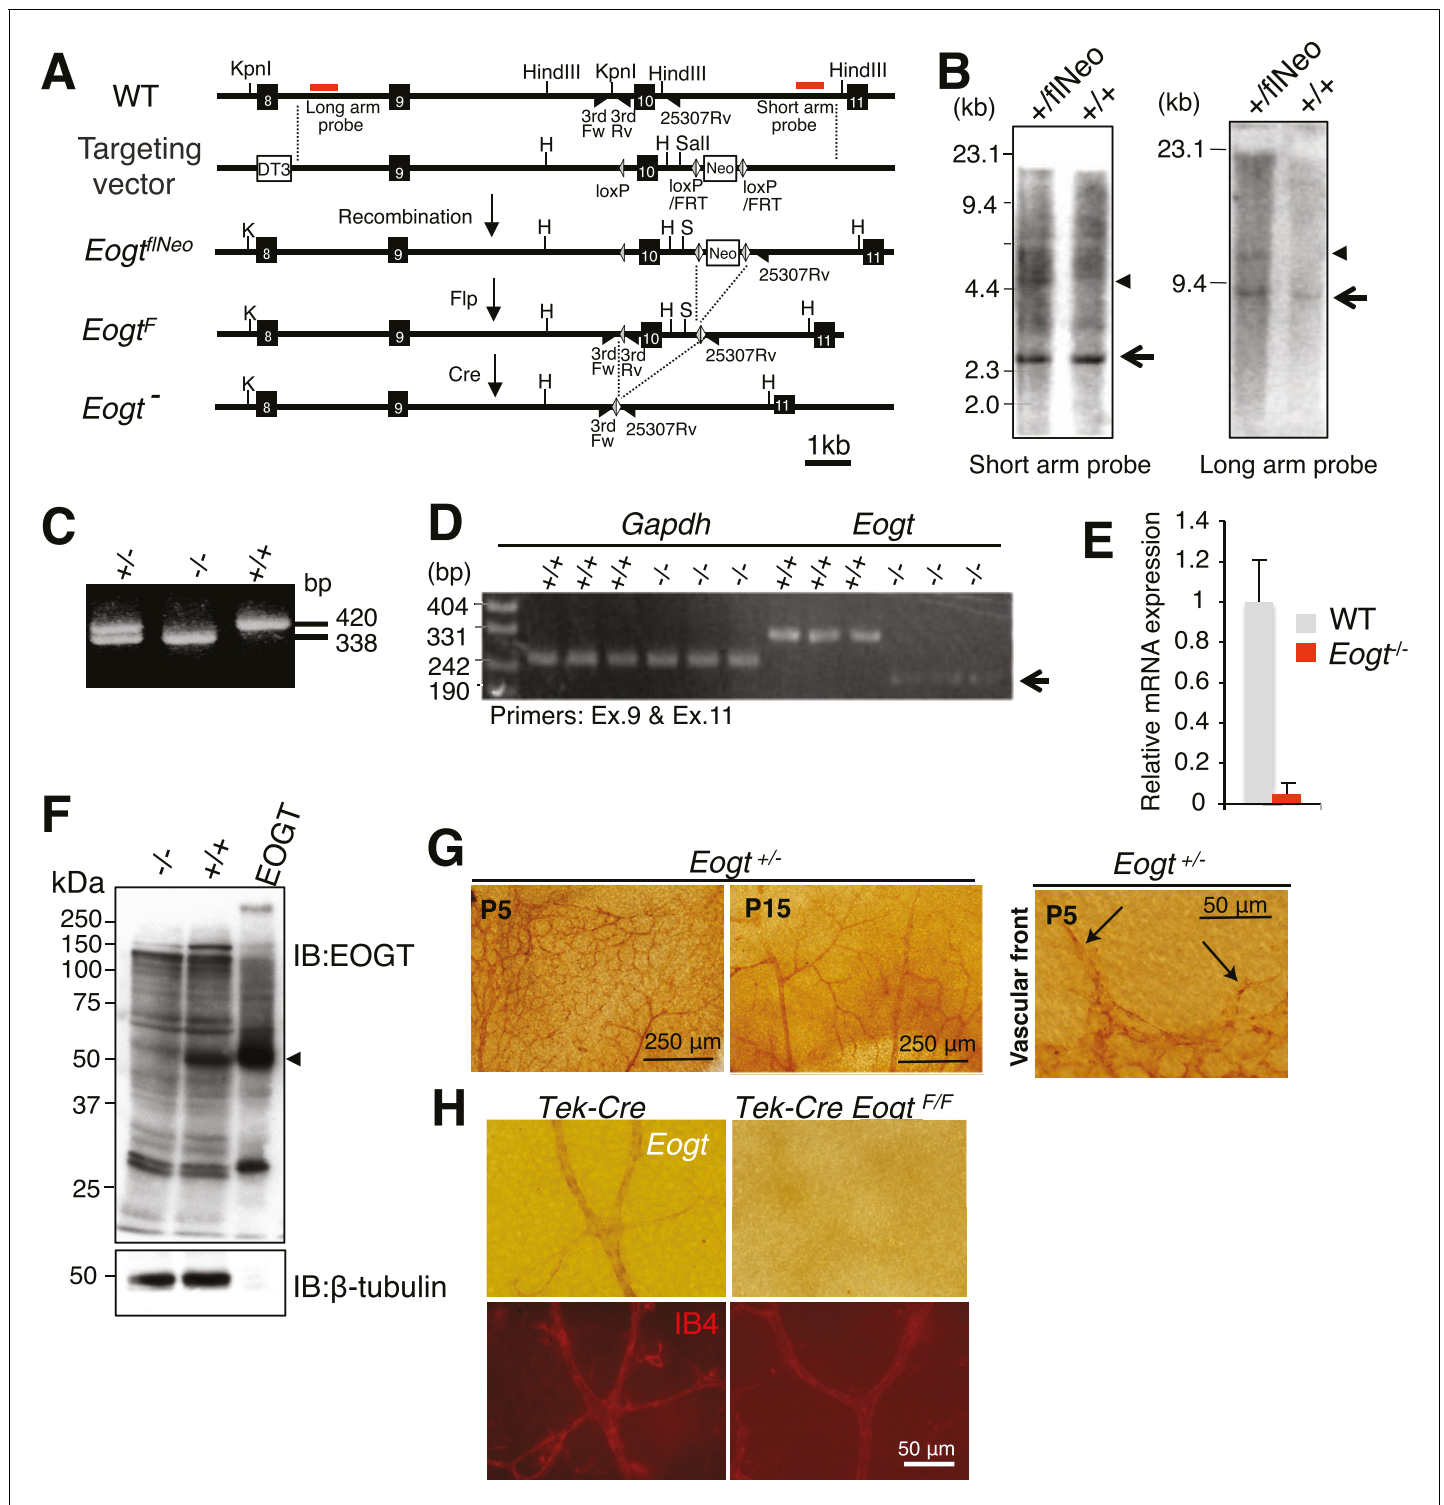 A
WT
KpnI
HindIII
KpnI
HindIII
HindIII
8
9
10
11
Long arm
probe
3rd
Fw
3rd
Rv
25307Rv
Short arm
probe
Targeting
vector
DT3
9
H
10
H
SalI
Neo
loxP
loxP
/FRT
loxP
/FRT
Recombination
EogtflNeo
K
8
9
H
10
H
S
Neo
H
11
25307Rv
Flp
EogtF
K
8
9
H
10
H
S
H
11
3rd
Fw
3rd
Rv
25307Rv
Cre
Eogt-
K
8
9
H
H
11
3rd
Fw
25307Rv
1kb
B
(kb)
+/flNeo
+/+
23.1
9.4
4.4
2.3
2.0
Short arm probe
(kb)
+/flNeo
+/+
23.1
9.4
Long arm probe
C
+/-
-/-
+/+
bp
420
338
D
Gapdh
Eogt
(bp)
+/+
+/+
+/+
-/-
-/-
-/-
+/+
+/+
+/+
-/-
-/-
-/-
404
331
242
190
Primers: Ex.9 & Ex.11
E
Relative mRNA expression
1.4
1.2
1
0.8
0.6
0.4
0.2
0
WT
Eogt-/-
F
kDa
-/-
+/+
EOGT
250
150
100
75
50
37
25
IB:EOGT
50
IB:β-tubulin
G
Eogt +/-
P5
250 µm
P15
250 µm
Eogt +/-
Vascular front
P5
50 µm
H
Tek-Cre
Tek-Cre Eogt F/F
Eogt
IB4
50 µm